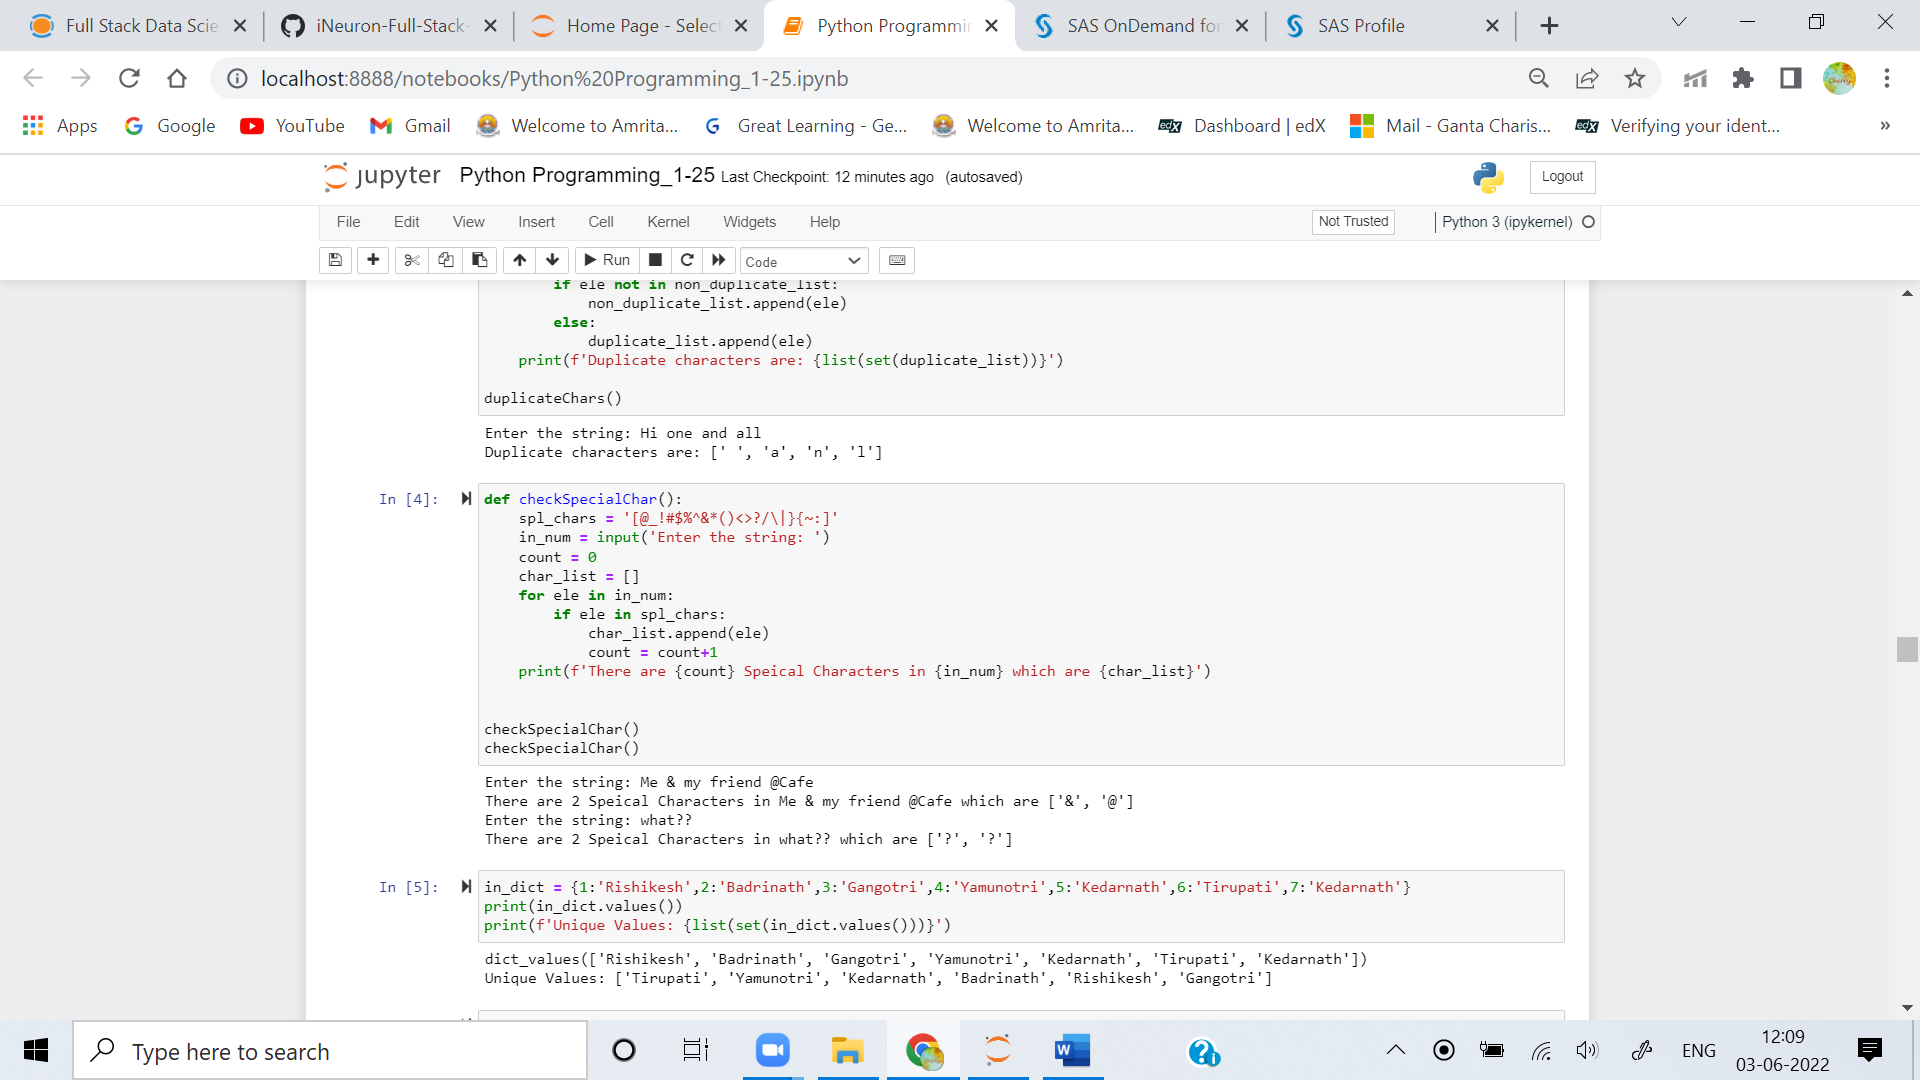 Full Stack Data Scie
iNeuron-Full-Stack-
Home Page - Select
Python Programmin
SAS OnDemand for
SAS Profile
localhost:8888/notebooks/Python%20Programming_1-25.ipynb
Apps
Google
YouTube
Gmail
Welcome to Amrita...
Great Learning - Ge...
Welcome to Amrita...
Dashboard | edX
Mail - Ganta Charis...
Verifying your ident...
»
jupyter Python Programming_1-25 Last Checkpoint: 12 minutes ago (autosaved)
Logout
File Edit View Insert Cell Kernel Widgets Help
Not Trusted
Python 3 (ipykernel)
Run
Code
if ele not in non_duplicate_list:
non_duplicate_list.append(ele)
else:
duplicate_list.append(ele)
print(f'Duplicate characters are: {list(set(duplicate_list))}')
duplicateChars()
Enter the string: Hi one and all
Duplicate characters are: [' ', 'a', 'n', 'l']
In [4]:
def checkSpecialChar():
spl_chars = '[@_!#$%^&*()<>?/\|}{~:]'
in_num = input('Enter the string: ')
count = 0
char_list = []
for ele in in_num:
if ele in spl_chars:
char_list.append(ele)
count = count+1
print(f'There are {count} Speical Characters in {in_num} which are {char_list}')
checkSpecialChar()
checkSpecialChar()
Enter the string: Me & my friend @Cafe
There are 2 Speical Characters in Me & my friend @Cafe which are ['&', '@']
Enter the string: what??
There are 2 Speical Characters in what?? which are ['?', '?']
In [5]:
in_dict = {1:'Rishikesh',2:'Badrinath',3:'Gangotri',4:'Yamunotri',5:'Kedarnath',6:'Tirupati',7:'Kedarnath'}
print(in_dict.values())
print(f'Unique Values: {list(set(in_dict.values()))}')
dict_values(['Rishikesh', 'Badrinath', 'Gangotri', 'Yamunotri', 'Kedarnath', 'Tirupati', 'Kedarnath'])
Unique Values: ['Tirupati', 'Yamunotri', 'Kedarnath', 'Badrinath', 'Rishikesh', 'Gangotri']
Type here to search
ENG
12:09
03-06-2022